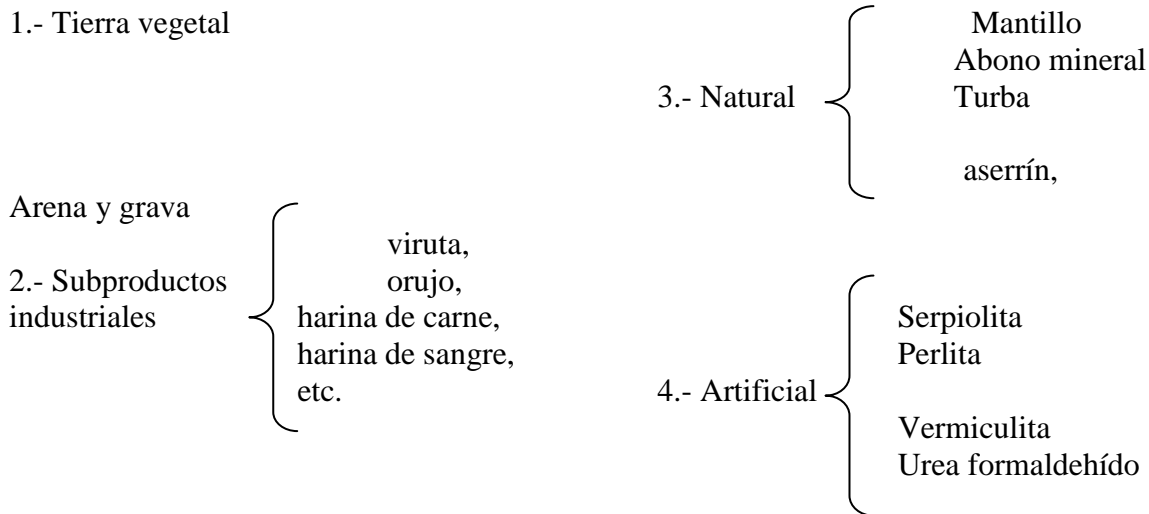 1.- Tierra vegetal
Arena y grava
2.- Subproductos
industriales
viruta,
orujo,
harina de carne,
harina de sangre,
etc.
3.- Natural
Mantillo
Abono mineral
Turba
aserrín,
4.- Artificial
Serpiolita
Perlita
Vermiculita
Urea formaldehído